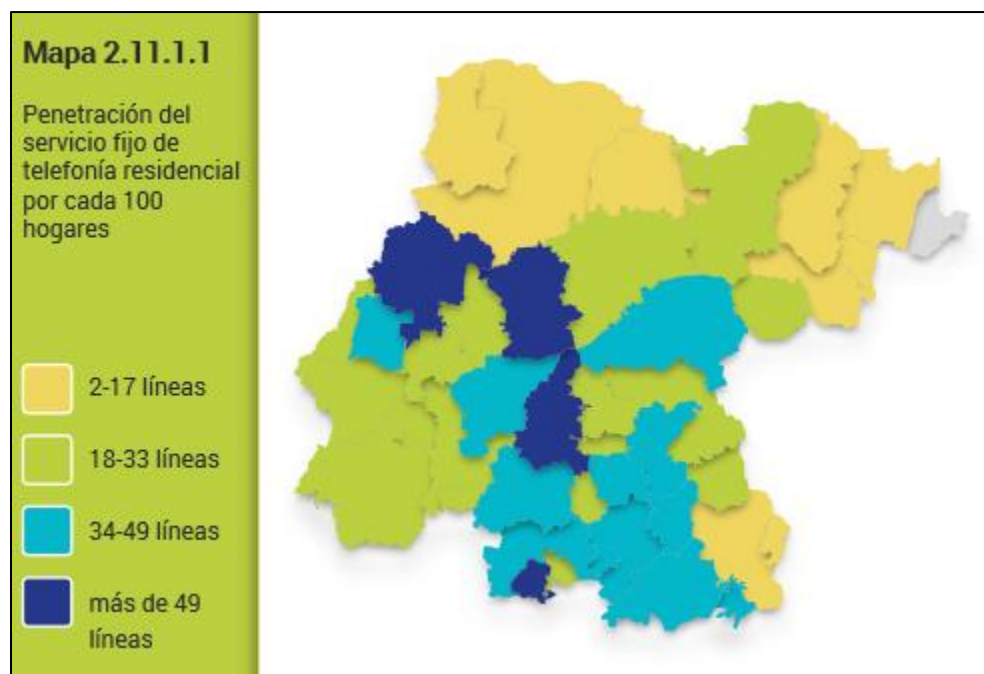 Mapa 2.11.1.1
Penetración del
servicio fijo de
telefonía residencial
por cada 100
hogares
2-17 líneas
18-33 líneas
34-49 líneas
más de 49
líneas